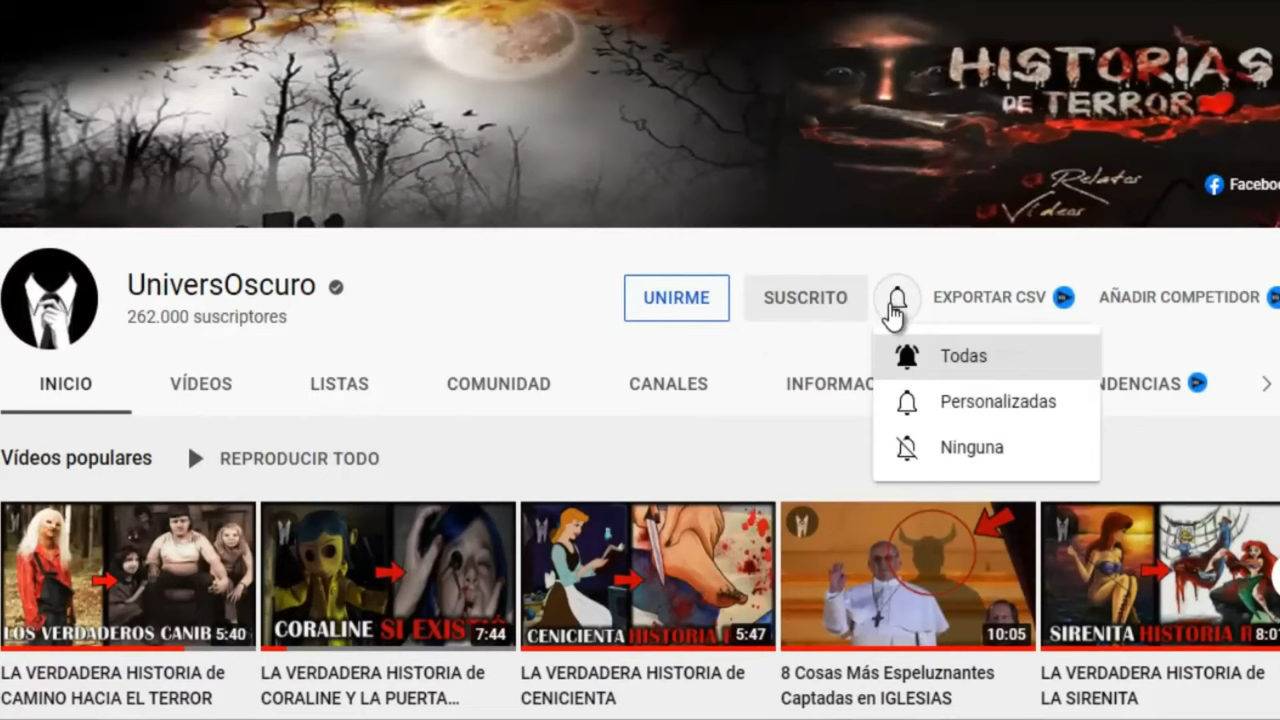 HISTORIAS
DE TERROR
Relatos
Videos
Faceboo
UniversOscuro
262.000 suscriptores
UNIRME
SUSCRITO
EXPORTAR CSV
AÑADIR COMPETIDOR
Todas
Personalizadas
Ninguna
INICIO
VÍDEOS
LISTAS
COMUNIDAD
CANALES
INFORMAC
NDENCIAS
Vídeos populares
REPRODUCIR TODO
LOS VERDADEROS CANIB 5:40
CORALINE SI EXIS 7:44
CENICIENTA HISTORIA 5:47
10:05
SIRENITA HISTORIA 8:0
LA VERDADERA HISTORIA de
CAMINO HACIA EL TERROR
LA VERDADERA HISTORIA de
CORALINE Y LA PUERTA...
LA VERDADERA HISTORIA de
CENICIENTA
8 Cosas Más Espeluznantes
Captadas en IGLESIAS
LA VERDADERA HISTORIA de
LA SIRENITA